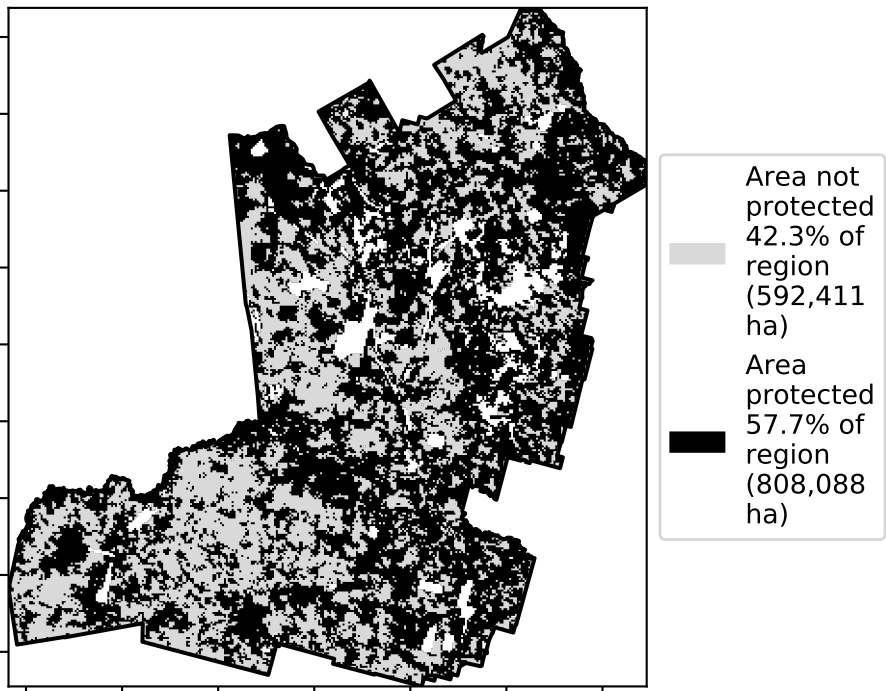 Area not
protected
42.3% of
region
(592,411
ha)
Area
protected
57.7% of
region
(808,088
ha)